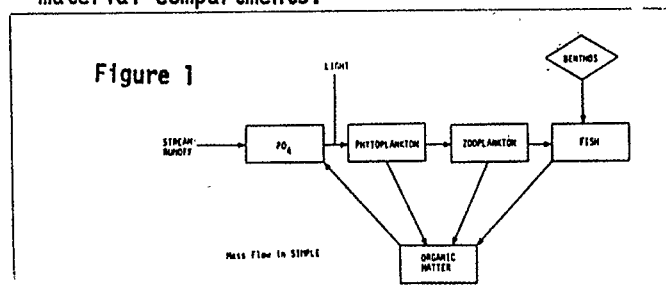 material compartments.
Figure 1
LIGHT
BENTHOS
STREAM-
RUNOFF
PO4
PHYTOPLANKTON
ZOOPLANKTON
FISH
Mass Flow in SIMPLE
ORGANIC
MATTER